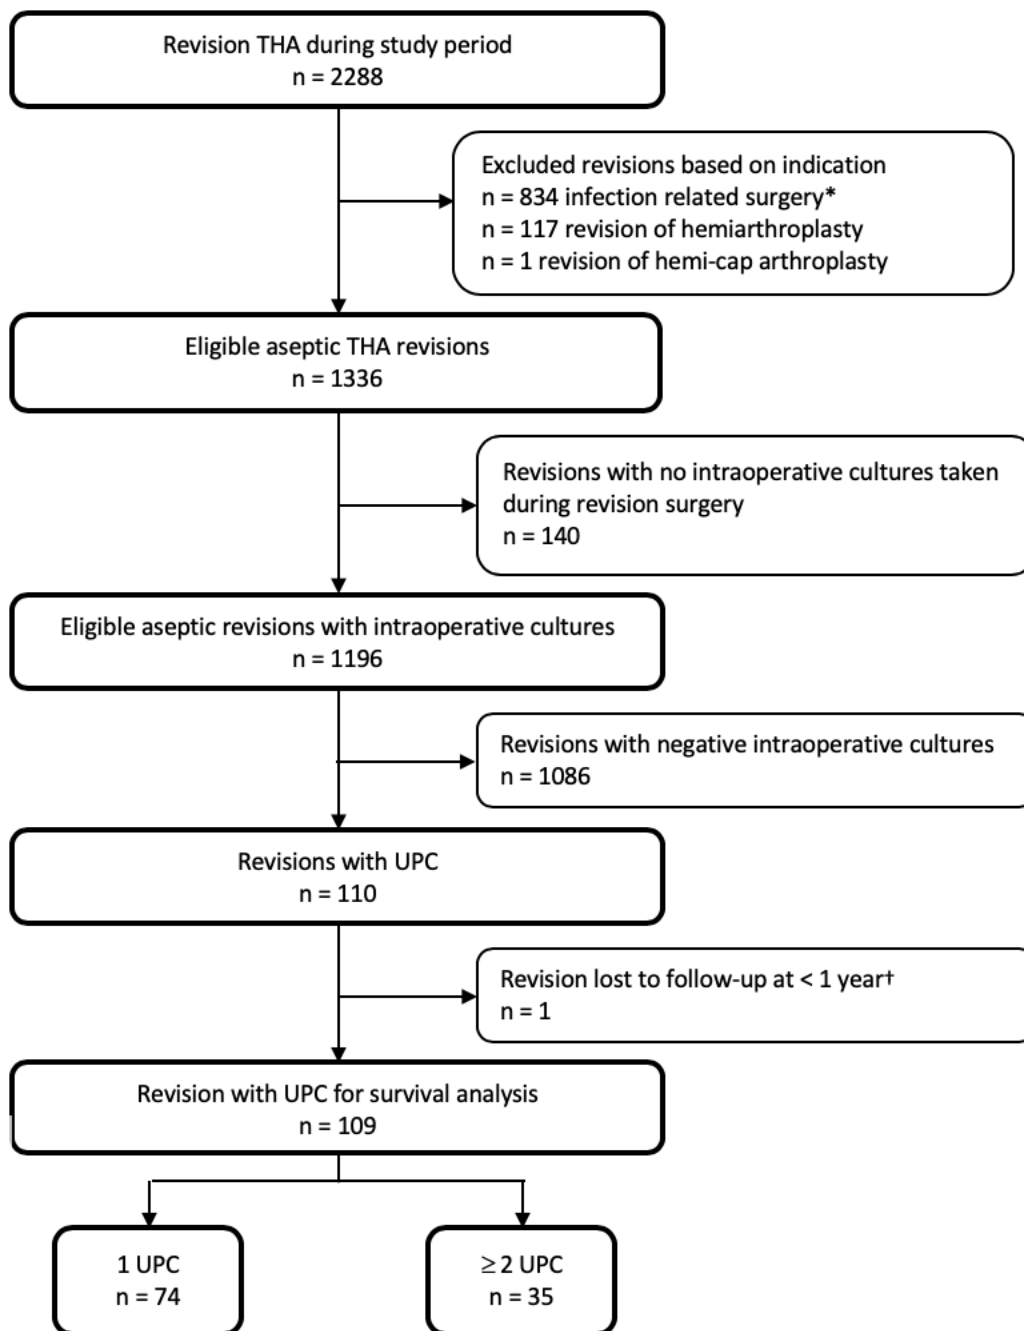 Revision THA during study period
n = 2288
Excluded revisions based on indication
n = 834 infection related surgery*
n = 117 revision of hemiarthroplasty
n = 1 revision of hemi-cap arthroplasty
Eligible aseptic THA revisions
n = 1336
Revisions with no intraoperative cultures taken
during revision surgery
n = 140
Eligible aseptic revisions with intraoperative cultures
n = 1196
Revisions with negative intraoperative cultures
n = 1086
Revisions with UPC
n = 110
Revision lost to follow-up at < 1 year†
n = 1
Revision with UPC for survival analysis
n = 109
1 UPC
n = 74
≥ 2 UPC
n = 35